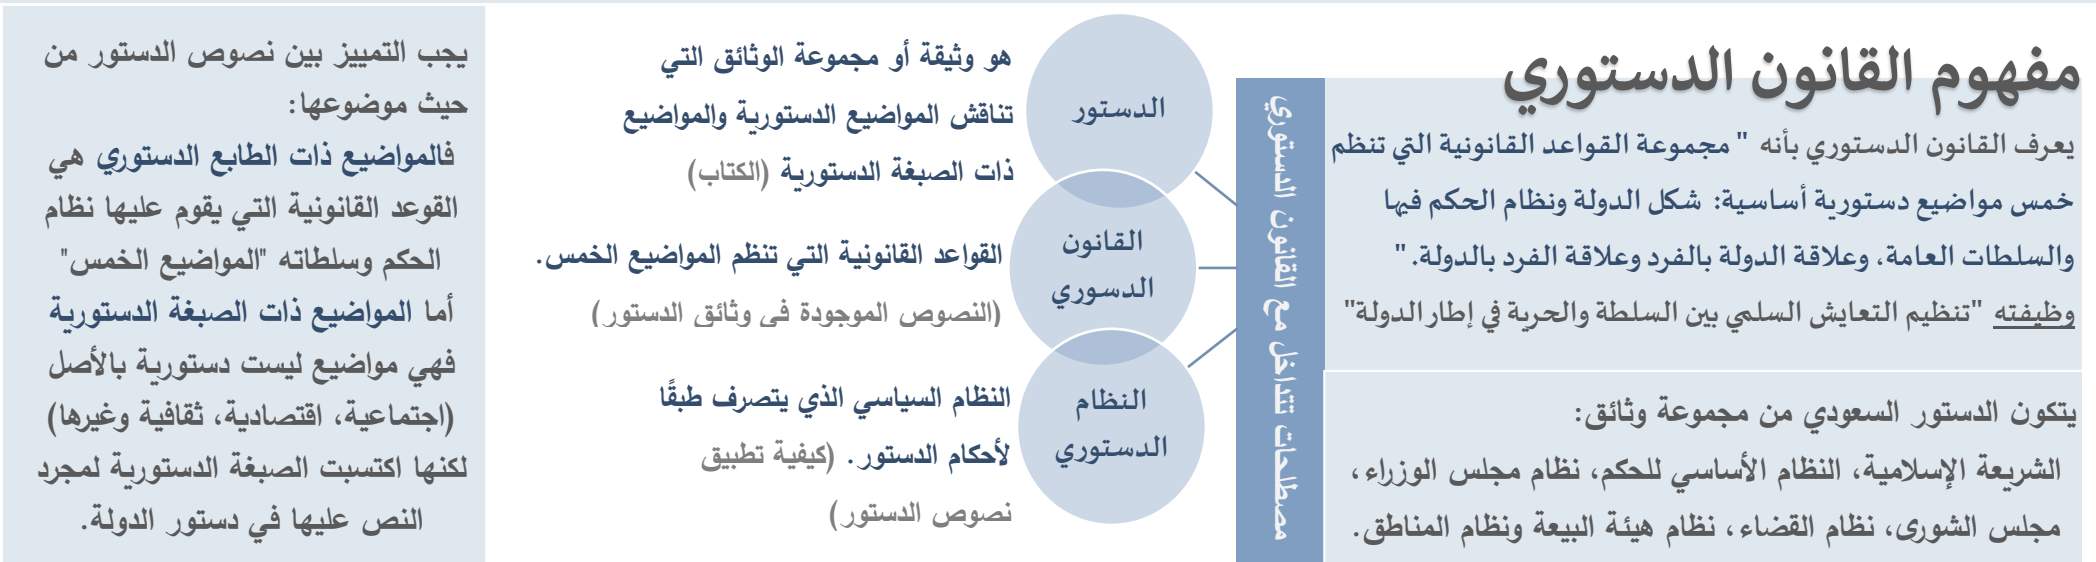 مفهوم القانون الدستوري
يعرف القانون الدستوري بأنه " مجموعة القواعد القانونية التي تنظم
خمس مواضيع دستورية أساسية: شكل الدولة ونظام الحكم فيها
والسلطات العامة، وعلاقة الدولة بالفرد وعلاقة الفرد بالدولة. "
وظيفته "تنظيم التعايش السلمي بين السلطة والحرية في إطار الدولة"
يتكون الدستور السعودي من مجموعة وثائق:
الشريعة الإسلامية، النظام الأساسي للحكم، نظام مجلس الوزراء،
مجلس الشورى، نظام القضاء، نظام هيئة البيعة ونظام المناطق.
مصطلحات تتداخل مع القانون الدستوري
الدستور
هو وثيقة أو مجموعة الوثائق التي
تناقش المواضيع الدستورية والمواضيع
ذات الصبغة الدستورية (الكتاب)
القانون
الدسوري
القواعد القانونية التي تنظم المواضيع الخمس.
(النصوص الموجودة في وثائق الدستور)
النظام
الدستوري
النظام السياسي الذي يتصرف طبقًا
لأحكام الدستور. (كيفية تطبيق
نصوص الدستور)
يجب التمييز بين نصوص الدستور من
حيث موضوعها:
فالمواضيع ذات الطابع الدستوري هي
القوعد القانونية التي يقوم عليها نظام
الحكم وسلطاته "المواضيع الخمس"
أما المواضيع ذات الصبغة الدستورية
فهي مواضيع ليست دستورية بالأصل
(اجتماعية، اقتصادية، ثقافية وغيرها)
لكنها اكتسبت الصبغة الدستورية لمجرد
النص عليها في دستور الدولة.